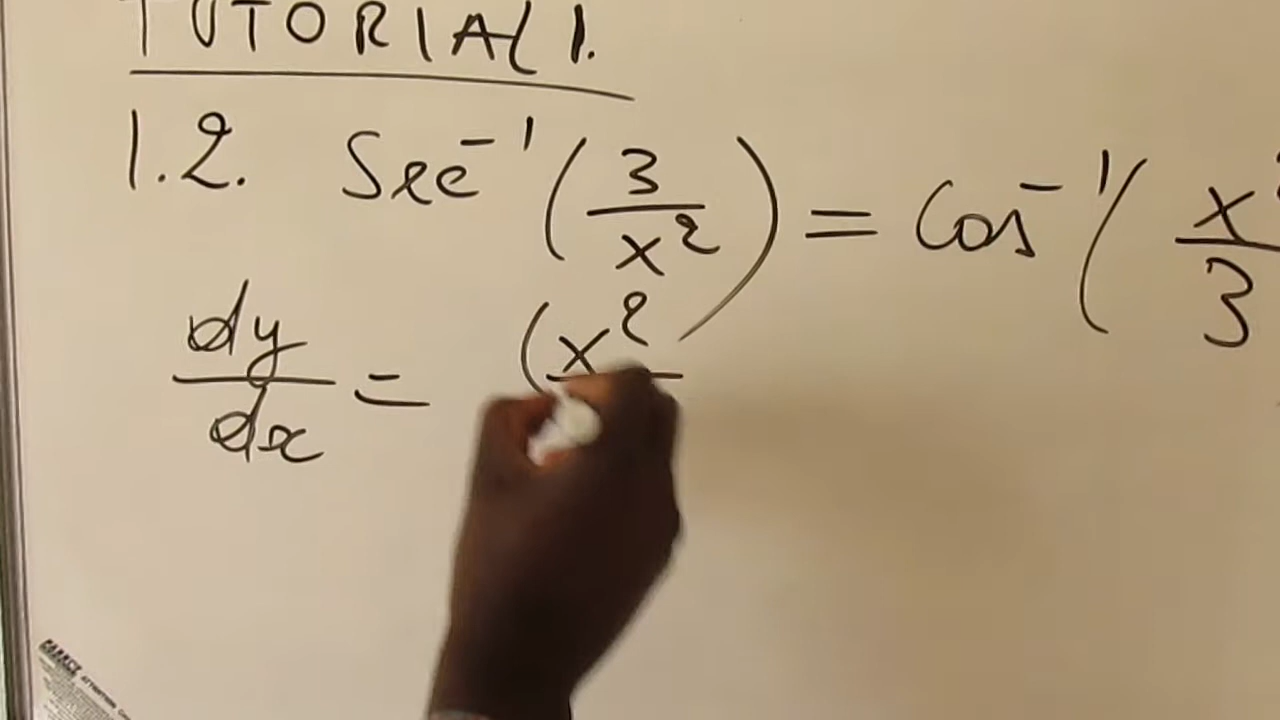 TUTORIAL 1.
1.2. Sec⁻¹(3/x²) = Cos⁻¹(x²/3
dy/dx = (x²